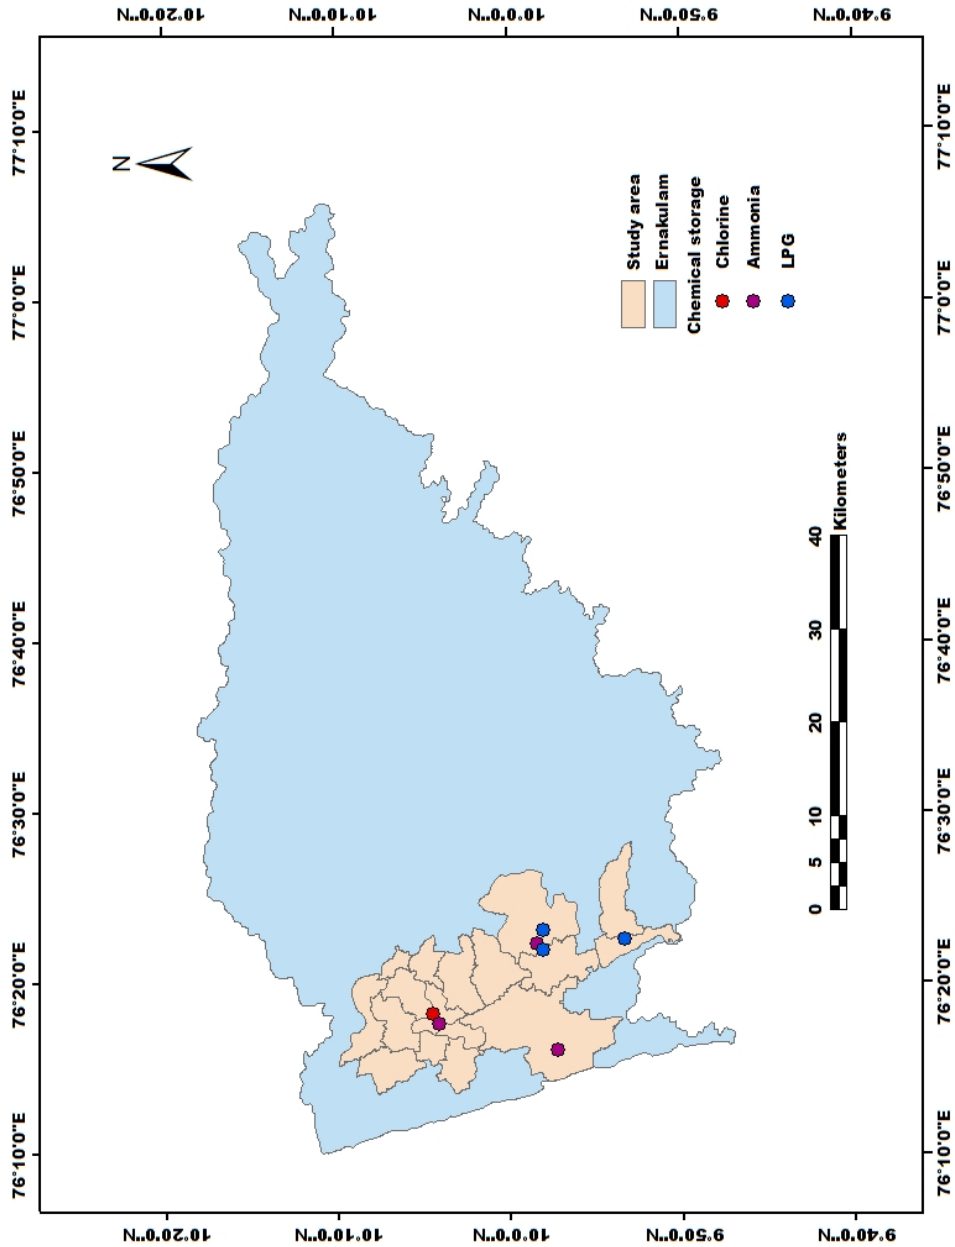 76°10'0"E
76°20'0"E
76°30'0"E
76°40'0"E
76°50'0"E
77°0'0"E
77°10'0"E
N
10°20'0"N
10°20'0"N
10°10'0"N
10°10'0"N
10°0'0"N
10°0'0"N
9°50'0"N
9°50'0"N
9°40'0"N
9°40'0"N
Study area
Ernakulam
Chemical storage
Chlorine
Ammonia
LPG
0 5 10 20 30 40
Kilometers
76°10'0"E
76°20'0"E
76°30'0"E
76°40'0"E
76°50'0"E
77°0'0"E
77°10'0"E